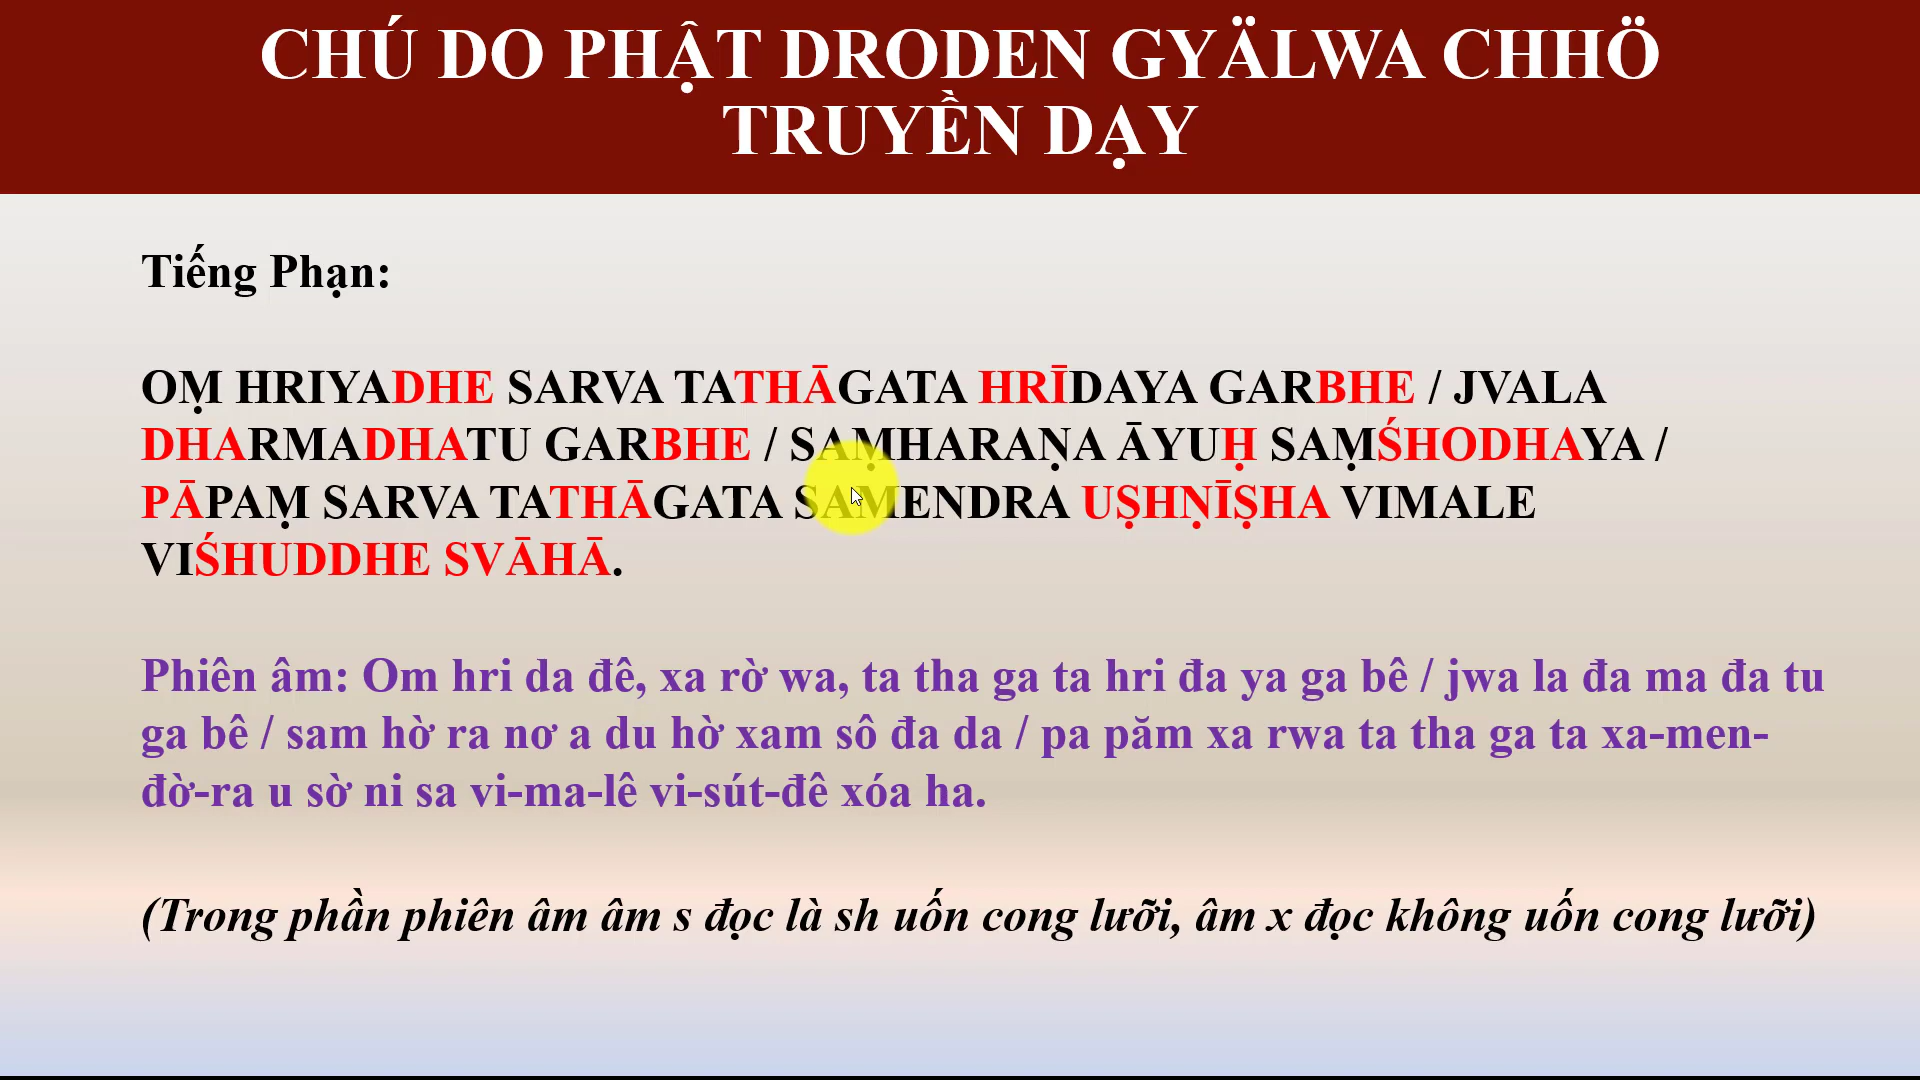 CHÚ DO PHẬT DRODEN GYÄLWA CHHÖ
TRUYỀN DẠY
Tiếng Phạn:
OṂ HRIYADHE SARVA TATHĀGATA HRĪDAYA GARBHE / JVALA
DHARMADHATU GARBHE / SAṂHARAṆA ĀYUḤ SAṂŚHODHAYA /
PĀPAṂ SARVA TATHĀGATA SAMENDRA UṢHṆĪṢHA VIMALE
VIŚHUDDHE SVĀHĀ.
Phiên âm: Om hri da đê, xa rờ wa, ta tha ga ta hri đa ya ga bê / jwa la đa ma đa tu
ga bê / sam hờ ra nơ a du hờ xam sô đa da / pa păm xa rwa ta tha ga ta xa-men-
đờ-ra u sờ ni sa vi-ma-lê vi-sút-đê xóa ha.
(Trong phần phiên âm âm s đọc là sh uốn cong lưỡi, âm x đọc không uốn cong lưỡi)